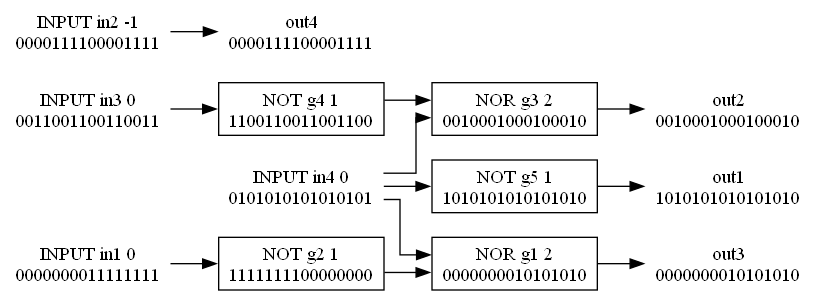 INPUT in2 -1
0000111100001111
out4
0000111100001111
INPUT in3 0
0011001100110011
NOT g4 1
1100110011001100
NOR g3 2
0010001000100010
out2
0010001000100010
INPUT in4 0
0101010101010101
NOT g5 1
1010101010101010
out1
1010101010101010
INPUT in1 0
0000000011111111
NOT g2 1
1111111100000000
NOR g1 2
0000000010101010
out3
0000000010101010